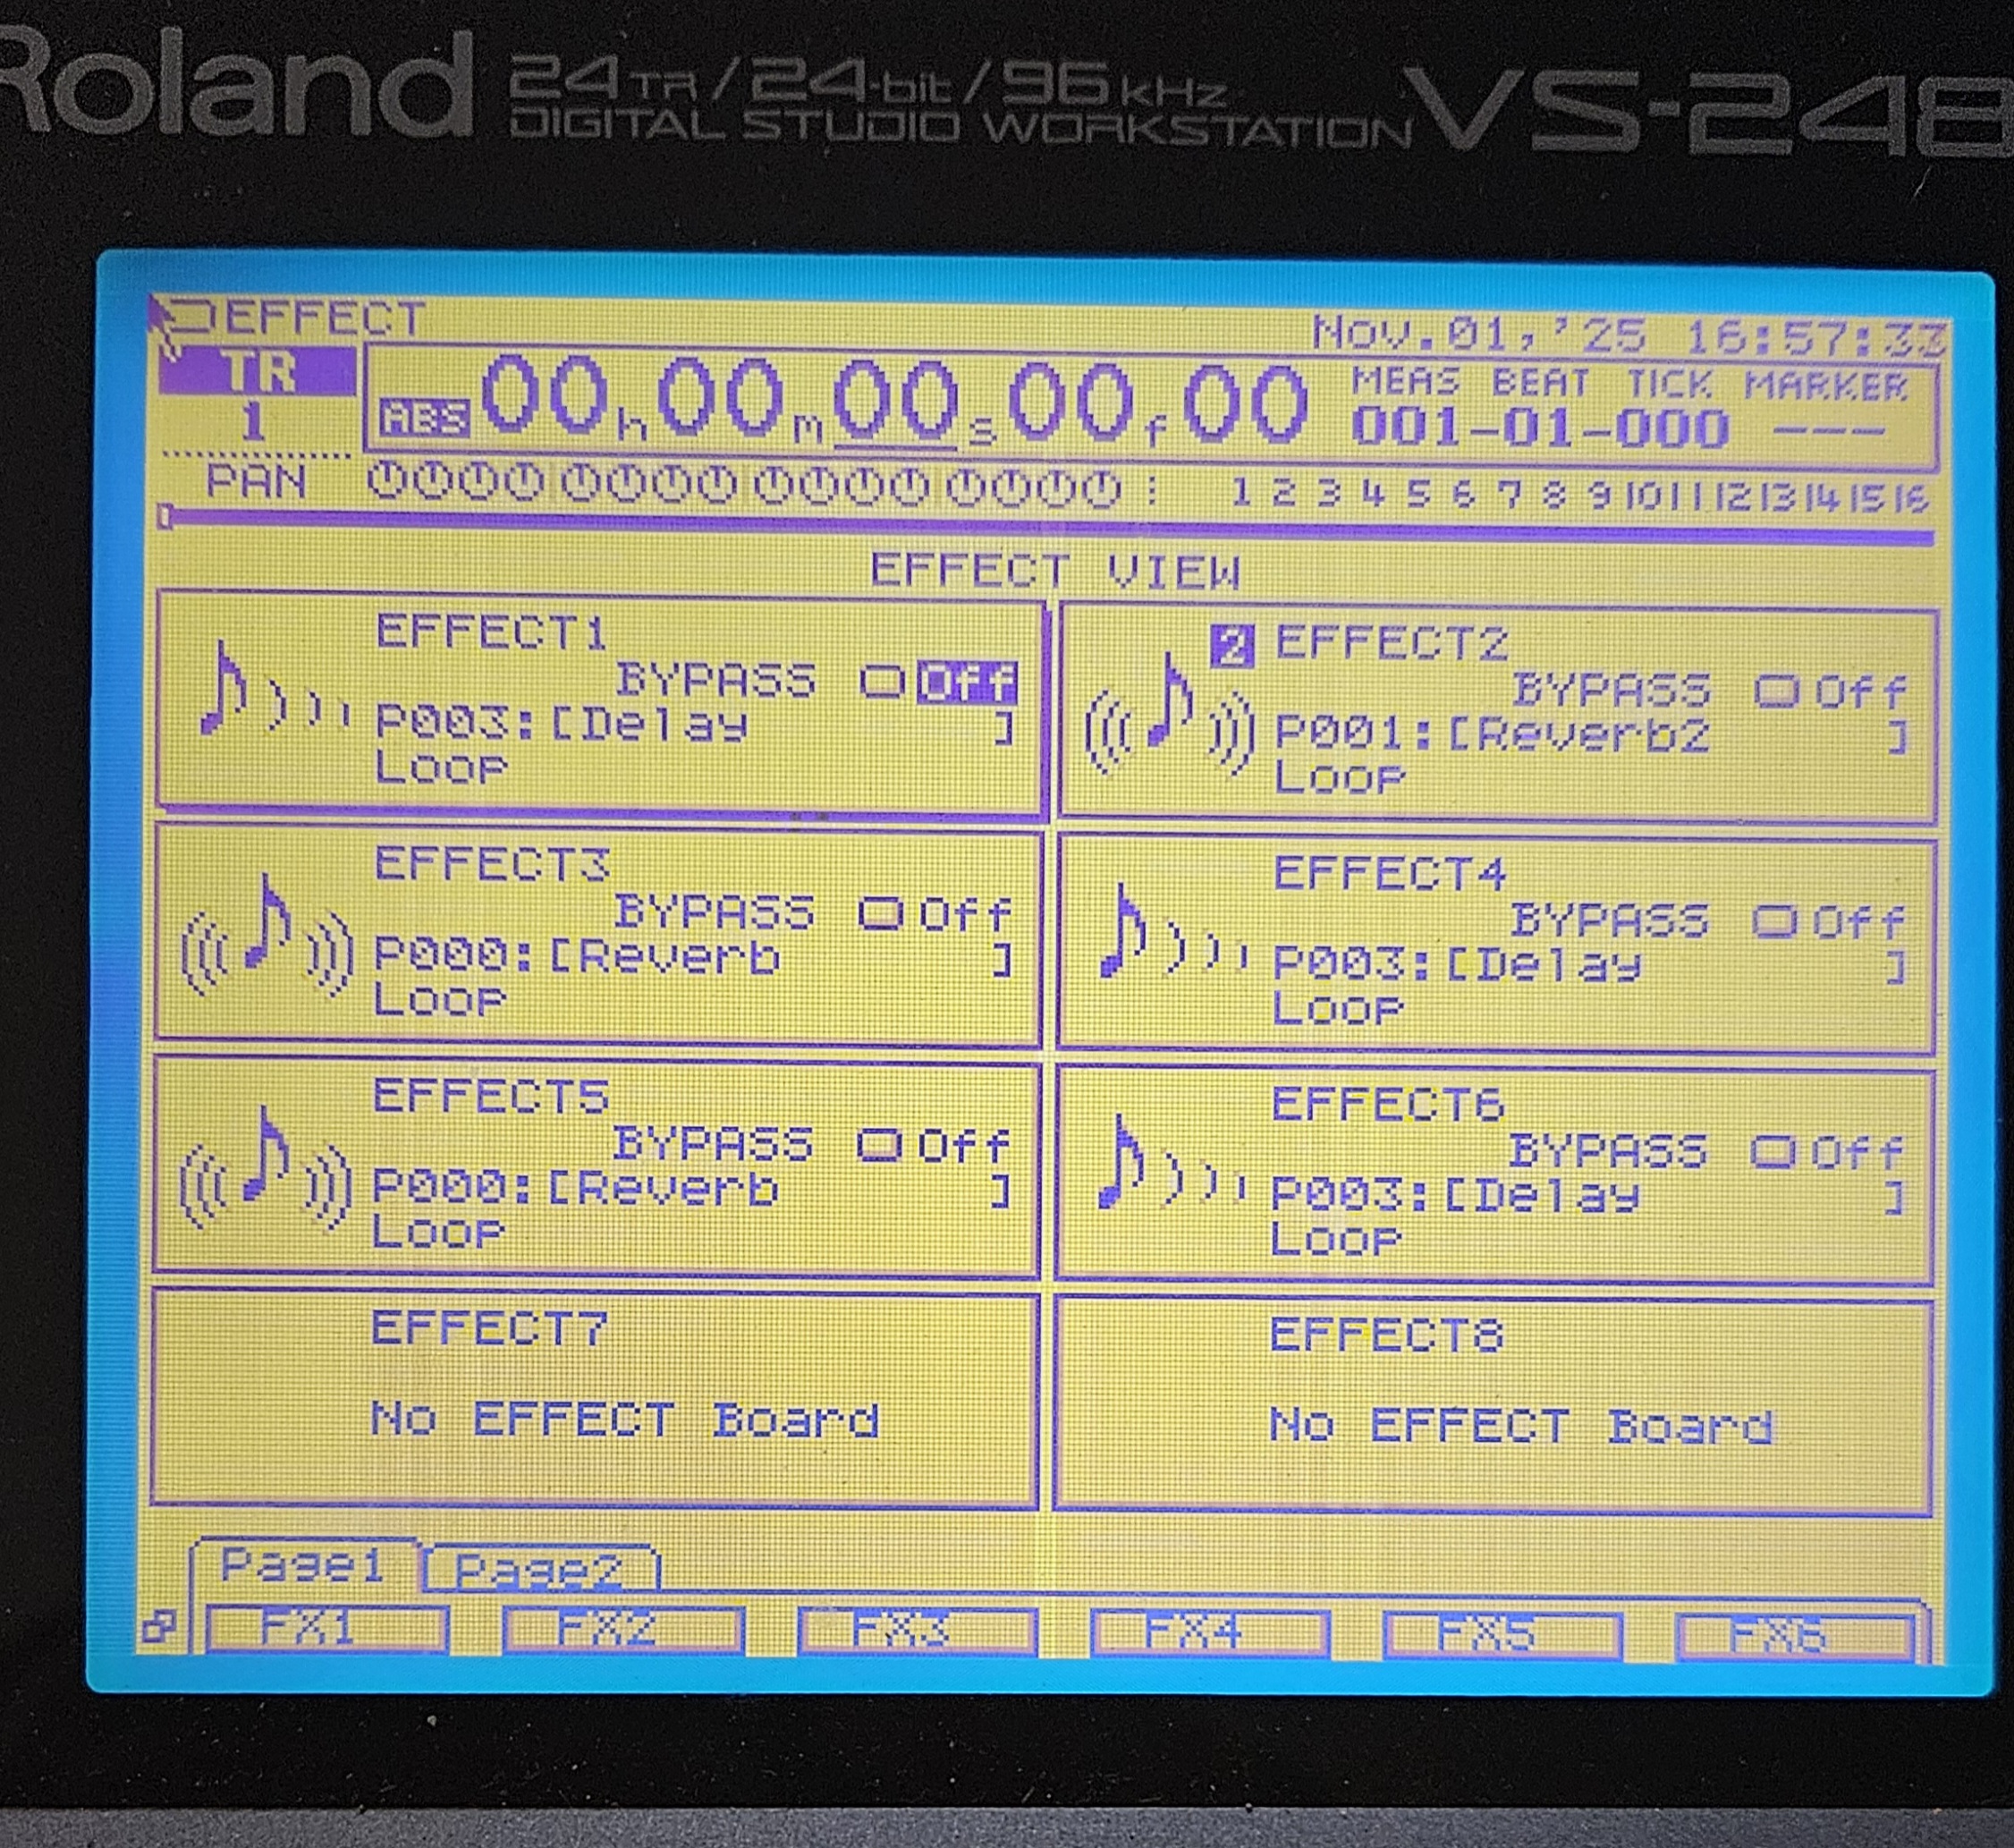 Roland 24TR/24-bit/96kHz VS-248
DIGITAL STUDIO WORKSTATION
EFFECT Nov.01,'25 16:57:33
TR
1
ABS 00h00m00s00f00
MEAS BEAT TICK MARKER
001-01-000 ---
PAN 1 2 3 4 5 6 7 8 9 10 11 12 13 14 15 16
EFFECT VIEW
EFFECT1
BYPASS Off
P003:[Delay ]
Loop
2 EFFECT2
BYPASS Off
P001:[Reverb2 ]
Loop
EFFECT3
BYPASS Off
P000:[Reverb ]
Loop
EFFECT4
BYPASS Off
P003:[Delay ]
Loop
EFFECT5
BYPASS Off
P000:[Reverb ]
Loop
EFFECT6
BYPASS Off
P003:[Delay ]
Loop
EFFECT7
No EFFECT Board
EFFECT8
No EFFECT Board
Page1 Page2
FX1 FX2 FX3 FX4 FX5 FX6